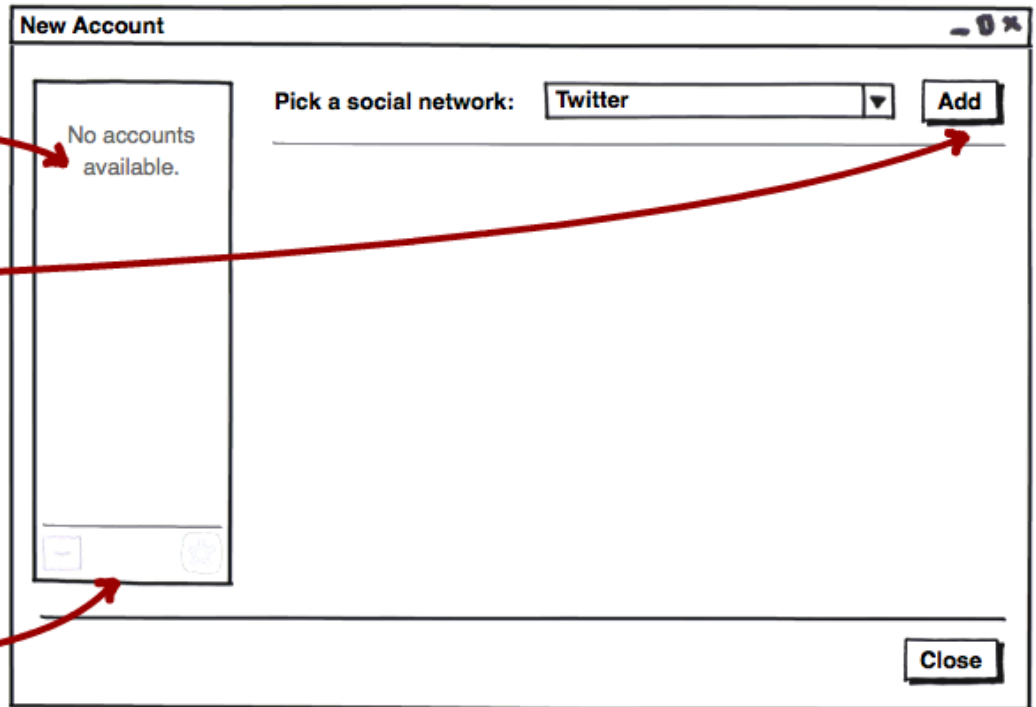 New Account
Pick a social network: Twitter Add
No accounts
available.
Close